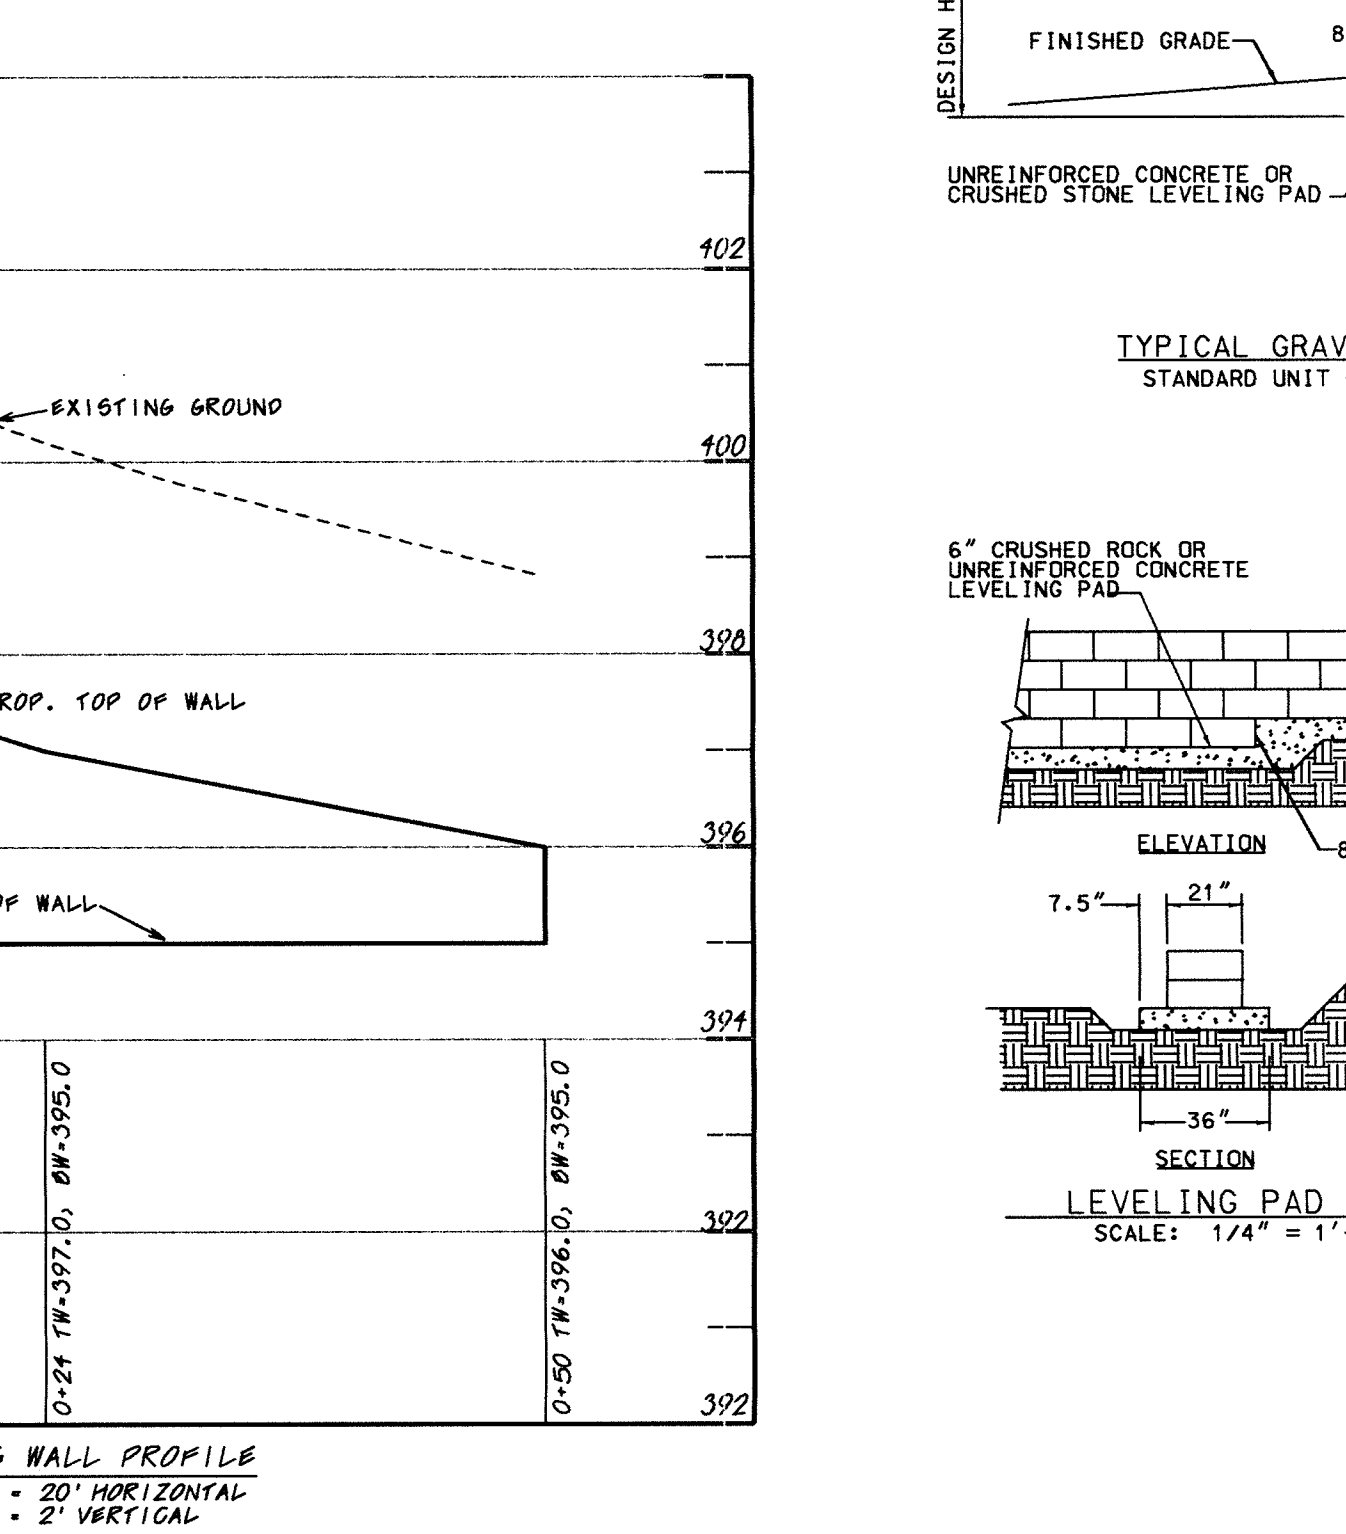 402
EXISTING GROUND
400
398
ROP. TOP OF WALL
396
OF WALL
394
0+24 TW=397.0, BW=395.0
0+50 TW=396.0, BW=395.0
392
392
G WALL PROFILE
= 20' HORIZONTAL
= 2' VERTICAL
DESIGN H
FINISHED GRADE
8
UNREINFORCED CONCRETE OR
CRUSHED STONE LEVELING PAD
TYPICAL GRAV
STANDARD UNIT
6" CRUSHED ROCK OR
UNREINFORCED CONCRETE
LEVELING PAD
ELEVATION
8
7.5"
21"
36"
SECTION
LEVELING PAD
SCALE: 1/4" = 1'-